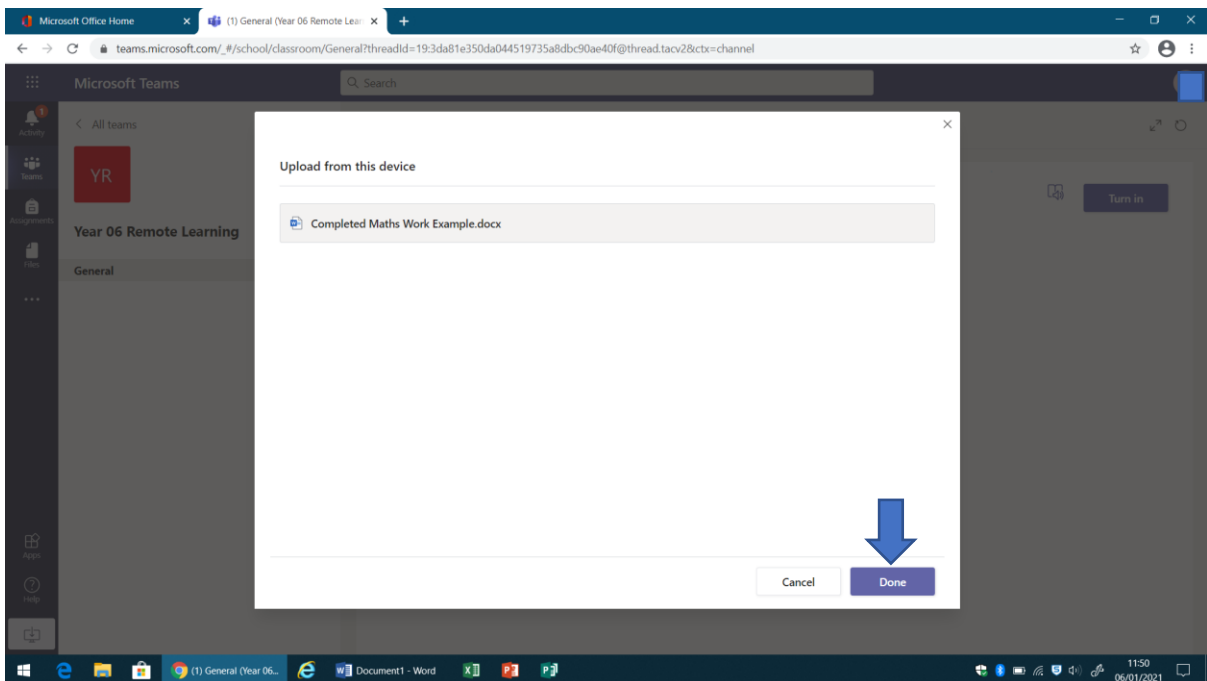 Microsoft Office Home
(1) General (Year 06 Remote Lear
teams.microsoft.com/_#/school/classroom/General?threadId=19:3da81e350da044519735a8dbc90ae40f@thread.tacv2&ctx=channel
Microsoft Teams
Search
1
Activity
Teams
Assignments
Files
All teams
YR
Year 06 Remote Learning
General
Upload from this device
Completed Maths Work Example.docx
Turn in
Cancel
Done
Apps
Help
(1) General (Year 06...
Document1 - Word
11:50
06/01/2021